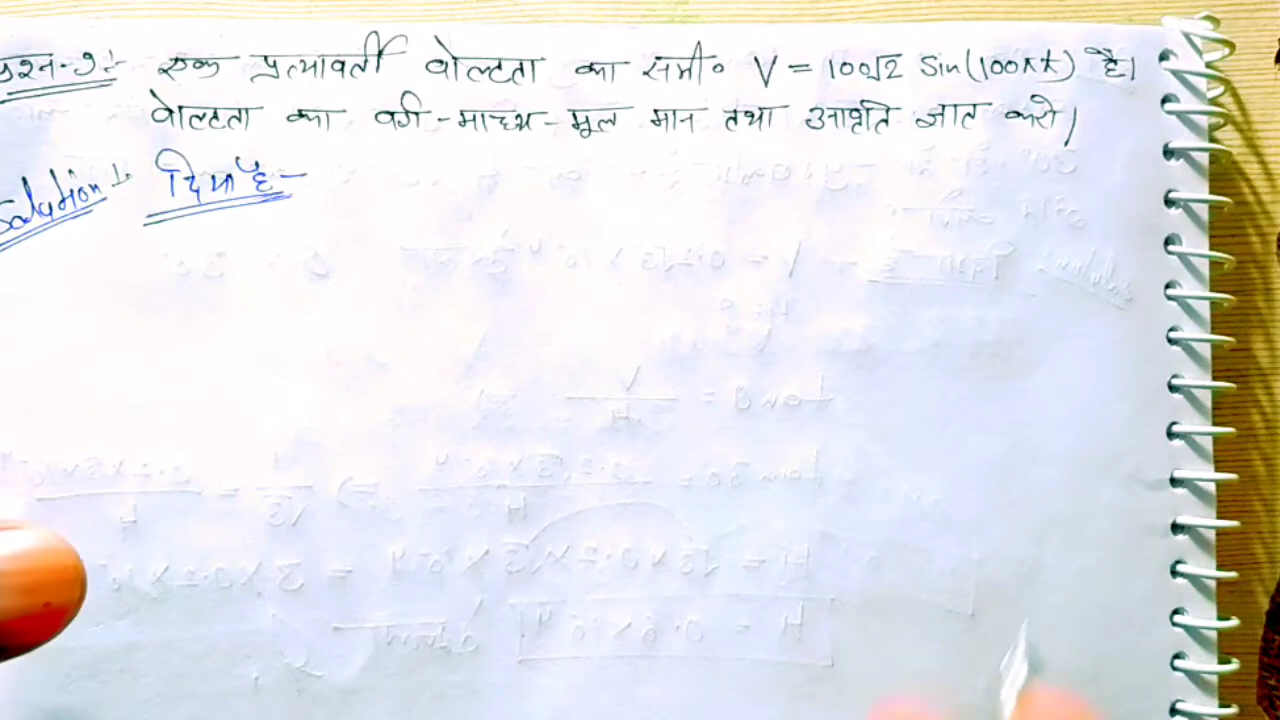 प्रश्न-9:- एक प्रत्यावर्ती वोल्टता का समी० V = 100√2 Sin(100πt) है।
वोल्टता का वर्ग-माध्य-मूल मान तथा आवृति ज्ञात करो।
Solution:- दिया है-